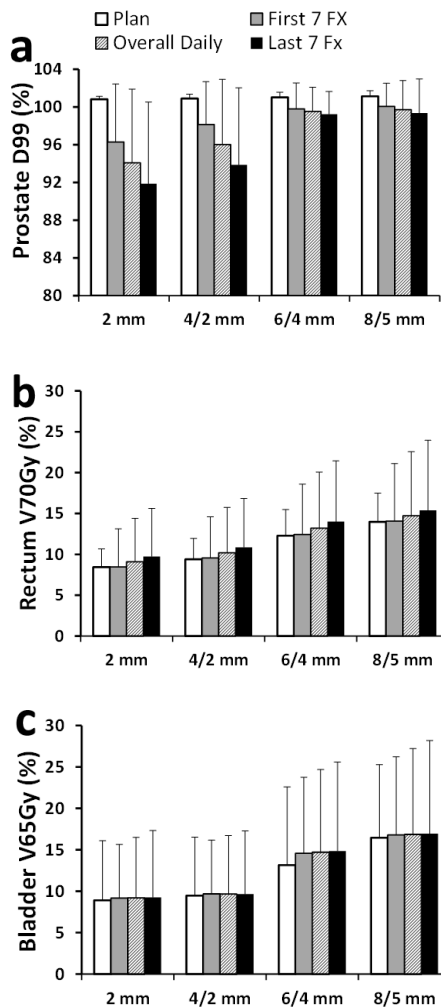 Plan First 7 FX
Overall Daily Last 7 Fx
a
Prostate D99 (%)
104
100
96
92
88
84
80
2 mm 4/2 mm 6/4 mm 8/5 mm
b
Rectum V70Gy (%)
30
25
20
15
10
5
0
2 mm 4/2 mm 6/4 mm 8/5 mm
c
Bladder V65Gy (%)
30
25
20
15
10
5
0
2 mm 4/2 mm 6/4 mm 8/5 mm